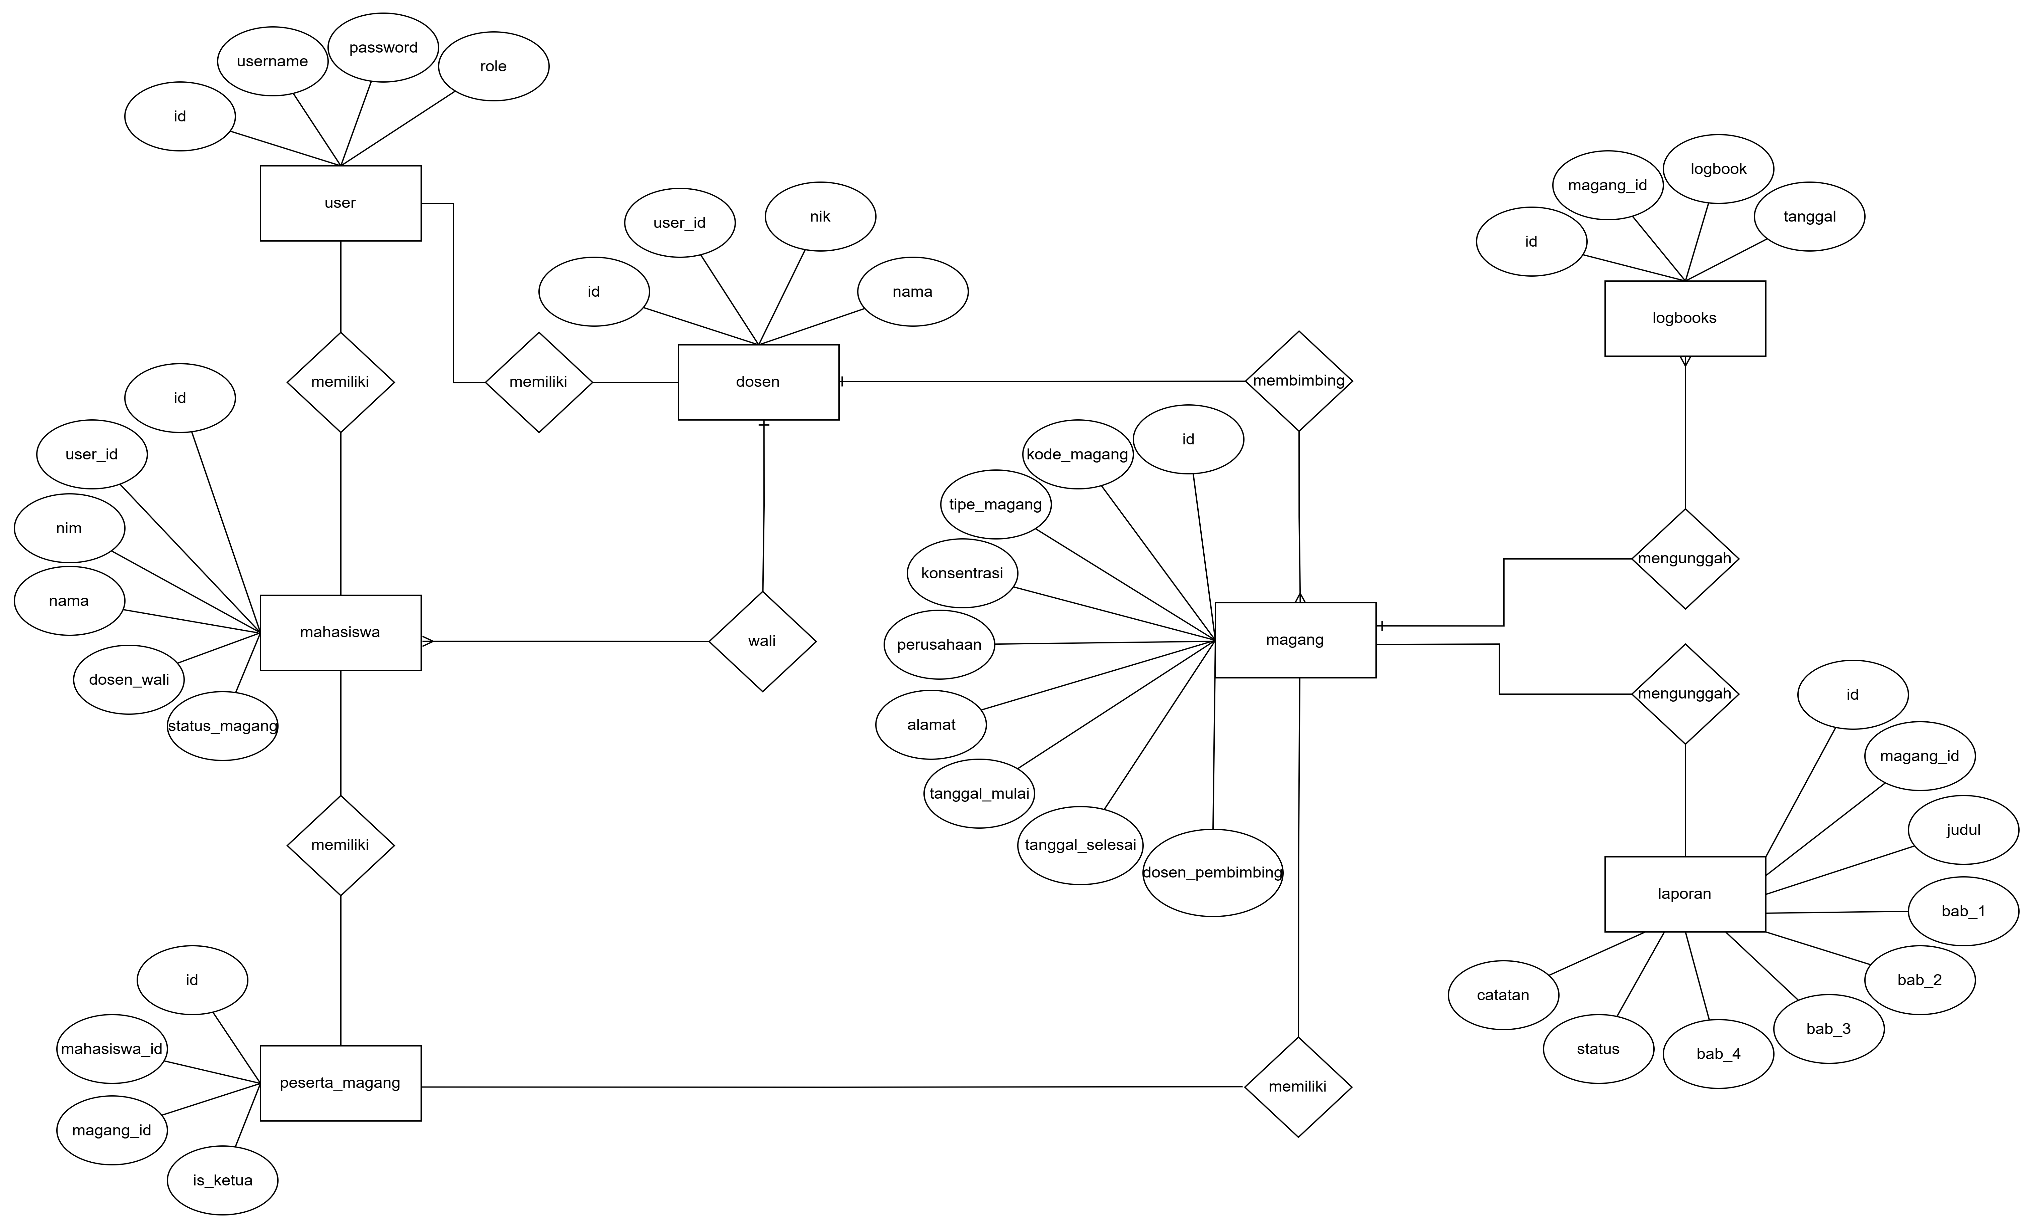 password
username
role
id
user
logbook
magang_id
tanggal
id
logbooks
nik
user_id
id
nama
memiliki
memiliki
dosen
membimbing
id
user_id
nim
nama
dosen_wali
status_magang
mahasiswa
wali
id
kode_magang
tipe_magang
konsentrasi
perusahaan
alamat
tanggal_mulai
tanggal_selesai
dosen_pembimbing
magang
mengunggah
mengunggah
id
magang_id
judul
bab_1
bab_2
bab_3
bab_4
status
catatan
laporan
memiliki
id
mahasiswa_id
magang_id
is_ketua
peserta_magang
memiliki